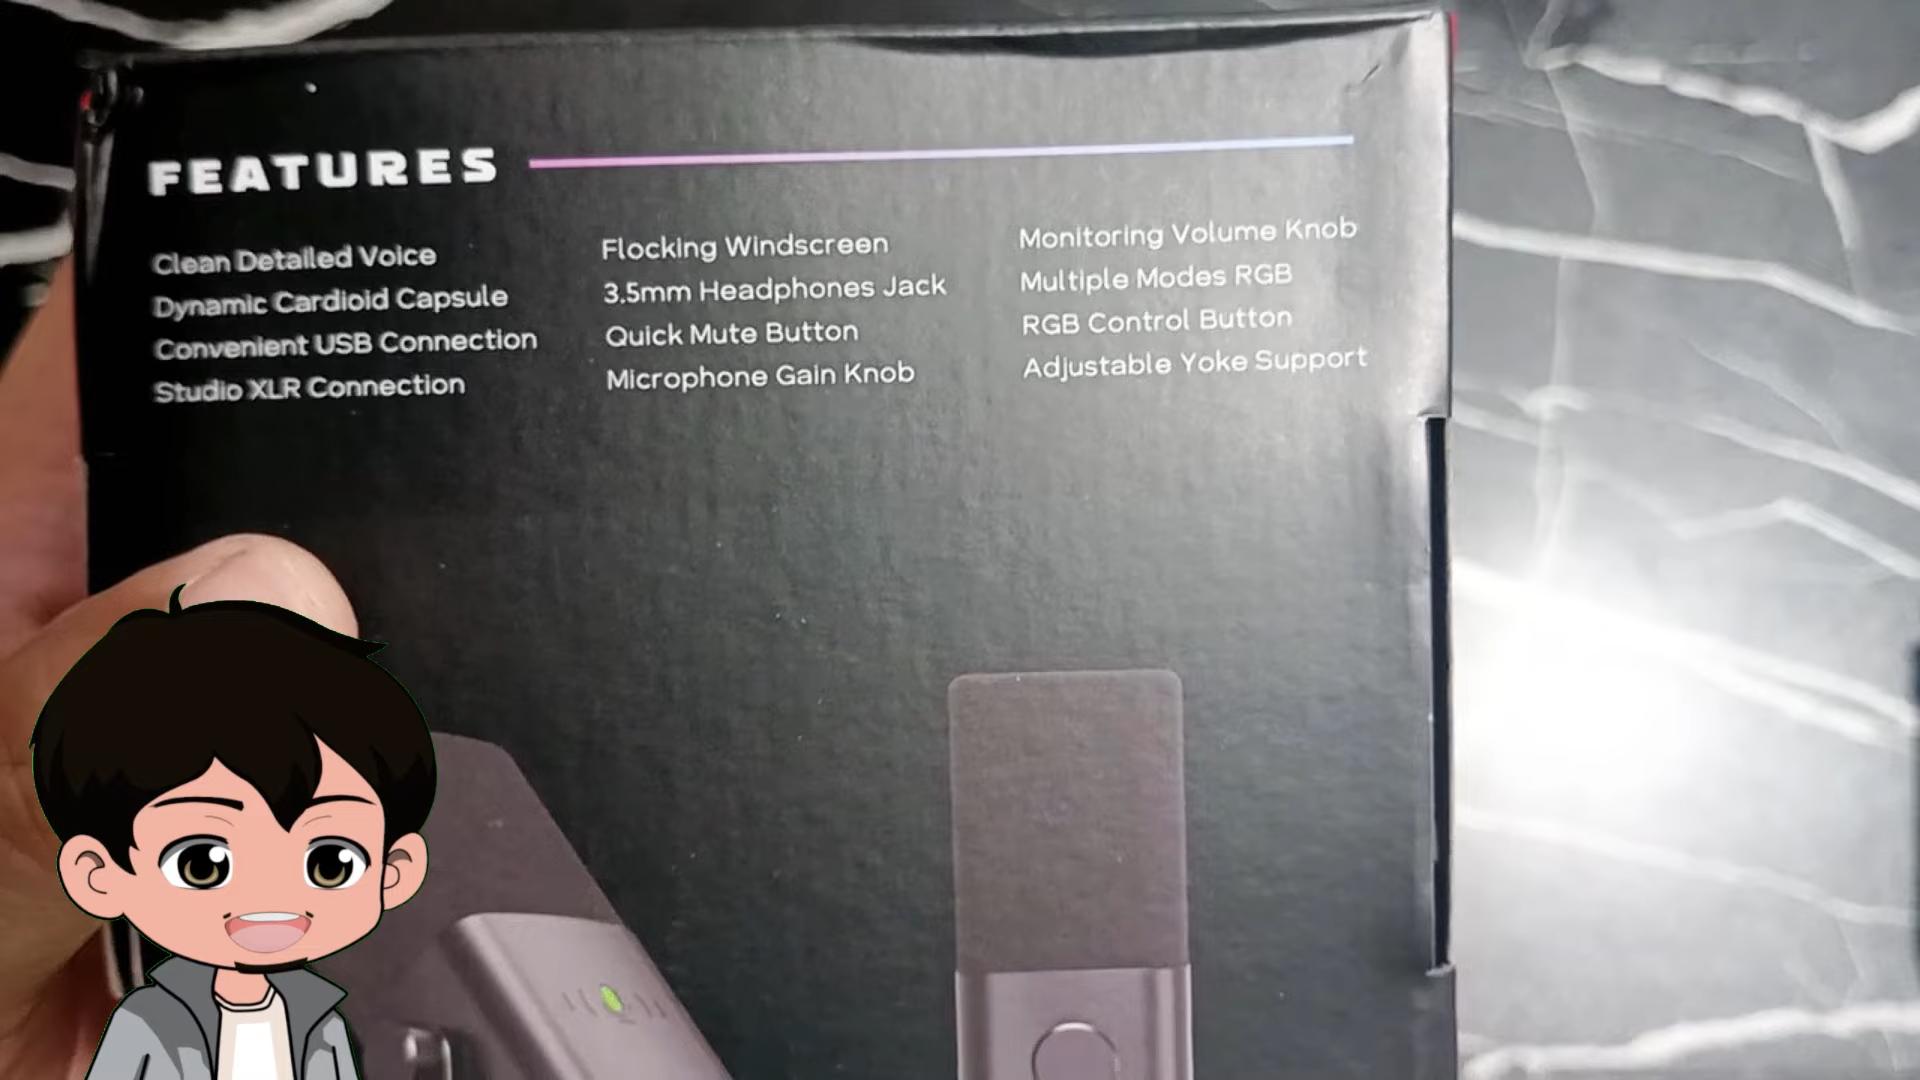 FEATURES
Clean Detailed Voice
Dynamic Cardioid Capsule
Convenient USB Connection
Studio XLR Connection
Flocking Windscreen
3.5mm Headphones Jack
Quick Mute Button
Microphone Gain Knob
Monitoring Volume Knob
Multiple Modes RGB
RGB Control Button
Adjustable Yoke Support